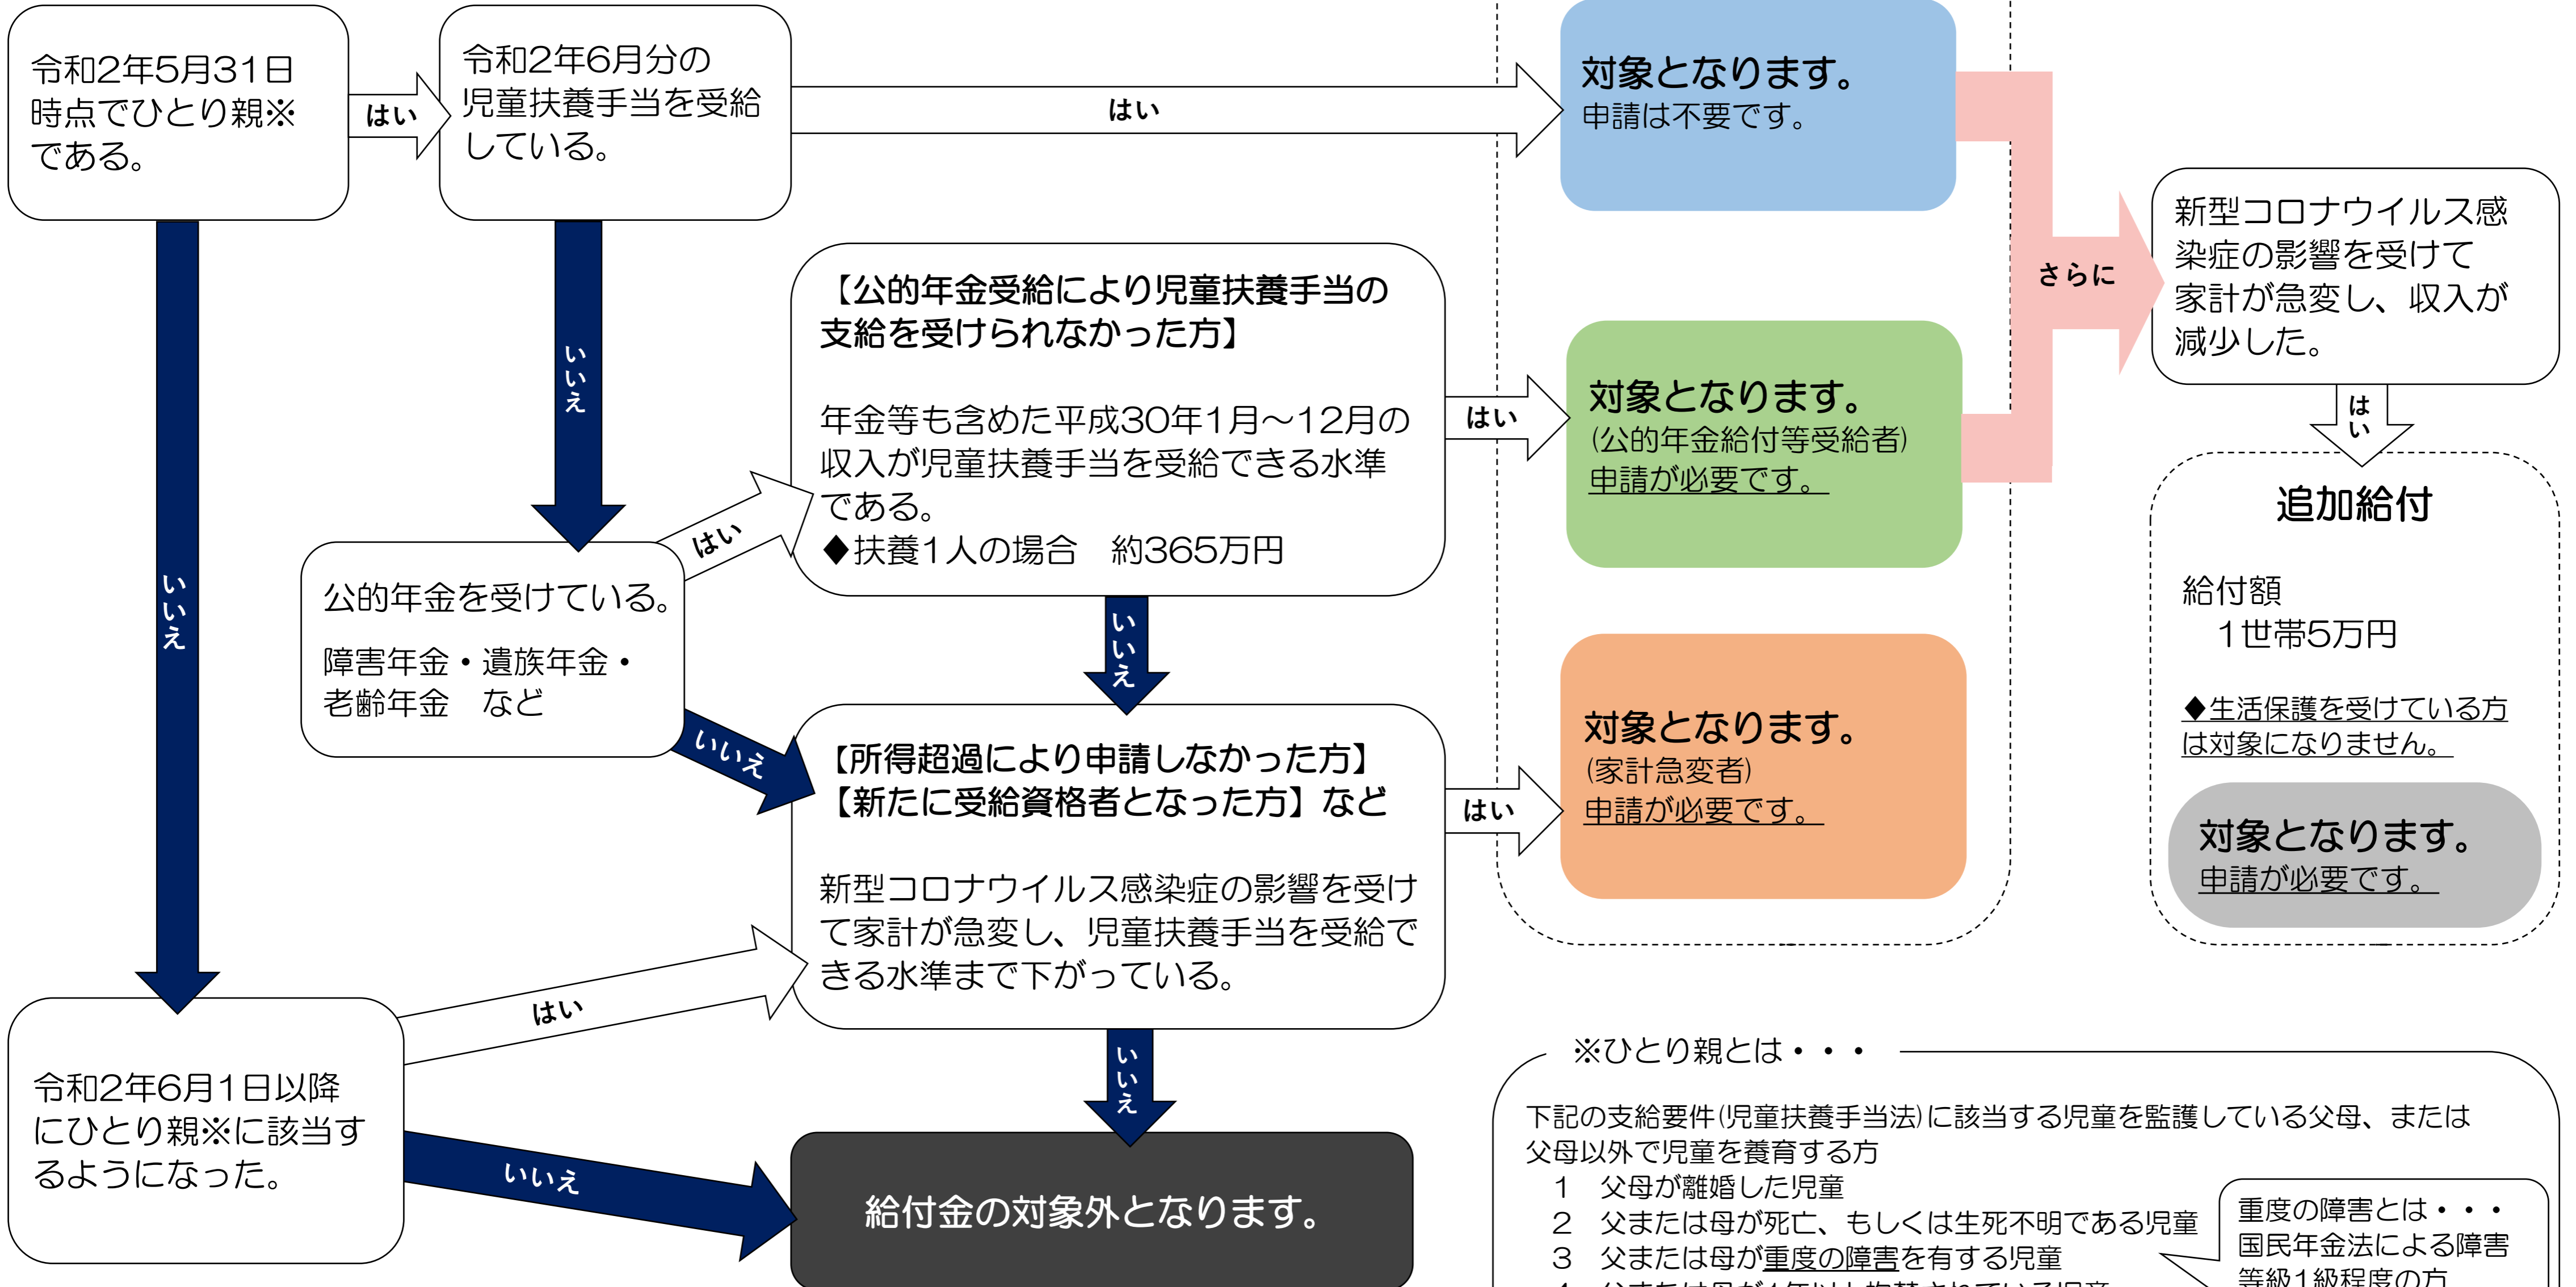 令和2年5月31日
時点でひとり親※
である。
はい
令和2年6月分の
児童扶養手当を受給
している。
はい
対象となります。
申請は不要です。
いいえ
いいえ
公的年金を受けている。
障害年金・遺族年金・
老齢年金　など
はい
いいえ
【公的年金受給により児童扶養手当の
支給を受けられなかった方】
年金等も含めた平成30年1月～12月の
収入が児童扶養手当を受給できる水準
である。
◆扶養1人の場合　約365万円
はい
対象となります。
(公的年金給付等受給者)
申請が必要です。
いいえ
【所得超過により申請しなかった方】
【新たに受給資格者となった方】など
新型コロナウイルス感染症の影響を受け
て家計が急変し、児童扶養手当を受給で
きる水準まで下がっている。
はい
対象となります。
(家計急変者)
申請が必要です。
さらに
新型コロナウイルス感
染症の影響を受けて
家計が急変し、収入が
減少した。
はい
追加給付
給付額
1世帯5万円
◆生活保護を受けている方
は対象になりません。
対象となります。
申請が必要です。
令和2年6月1日以降
にひとり親※に該当す
るようになった。
はい
いいえ
いいえ
給付金の対象外となります。
※ひとり親とは・・・
下記の支給要件(児童扶養手当法)に該当する児童を監護している父母、または
父母以外で児童を養育する方
1　父母が離婚した児童
2　父または母が死亡、もしくは生死不明である児童
3　父または母が重度の障害を有する児童
重度の障害とは・・・
国民年金法による障害
等級1級程度の方